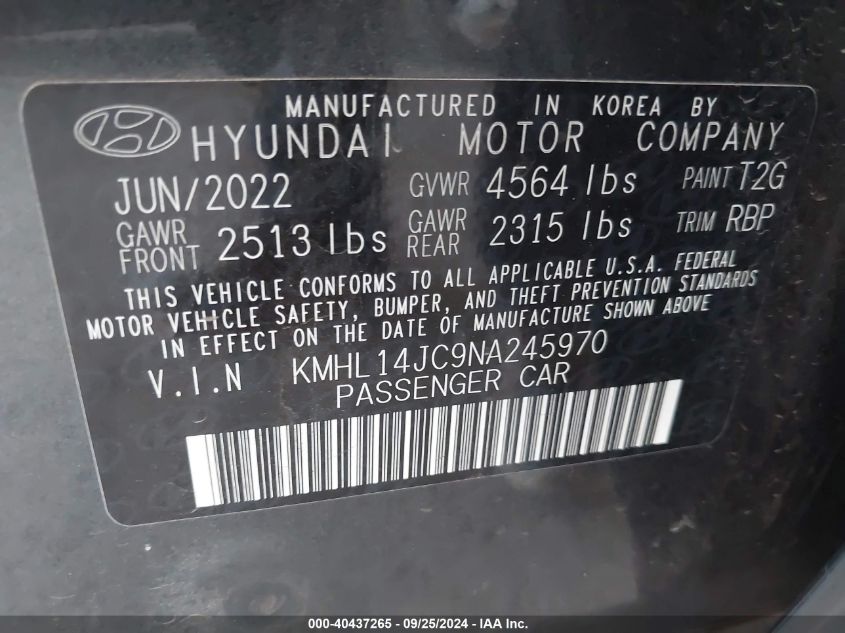 MANUFACTURED IN KOREA BY
HYUNDAI MOTOR COMPANY
JUN/2022 GVWR 4564 lbs PAINT T2G
GAWR FRONT 2513 lbs GAWR REAR 2315 lbs TRIM RBP
THIS VEHICLE CONFORMS TO ALL APPLICABLE U.S.A. FEDERAL
MOTOR VEHICLE SAFETY, BUMPER, AND THEFT PREVENTION STANDARDS
IN EFFECT ON THE DATE OF MANUFACTURE SHOWN ABOVE
V.I.N KMHL14JC9NA245970
PASSENGER CAR
000-40437265 - 09/25/2024 - IAA Inc.